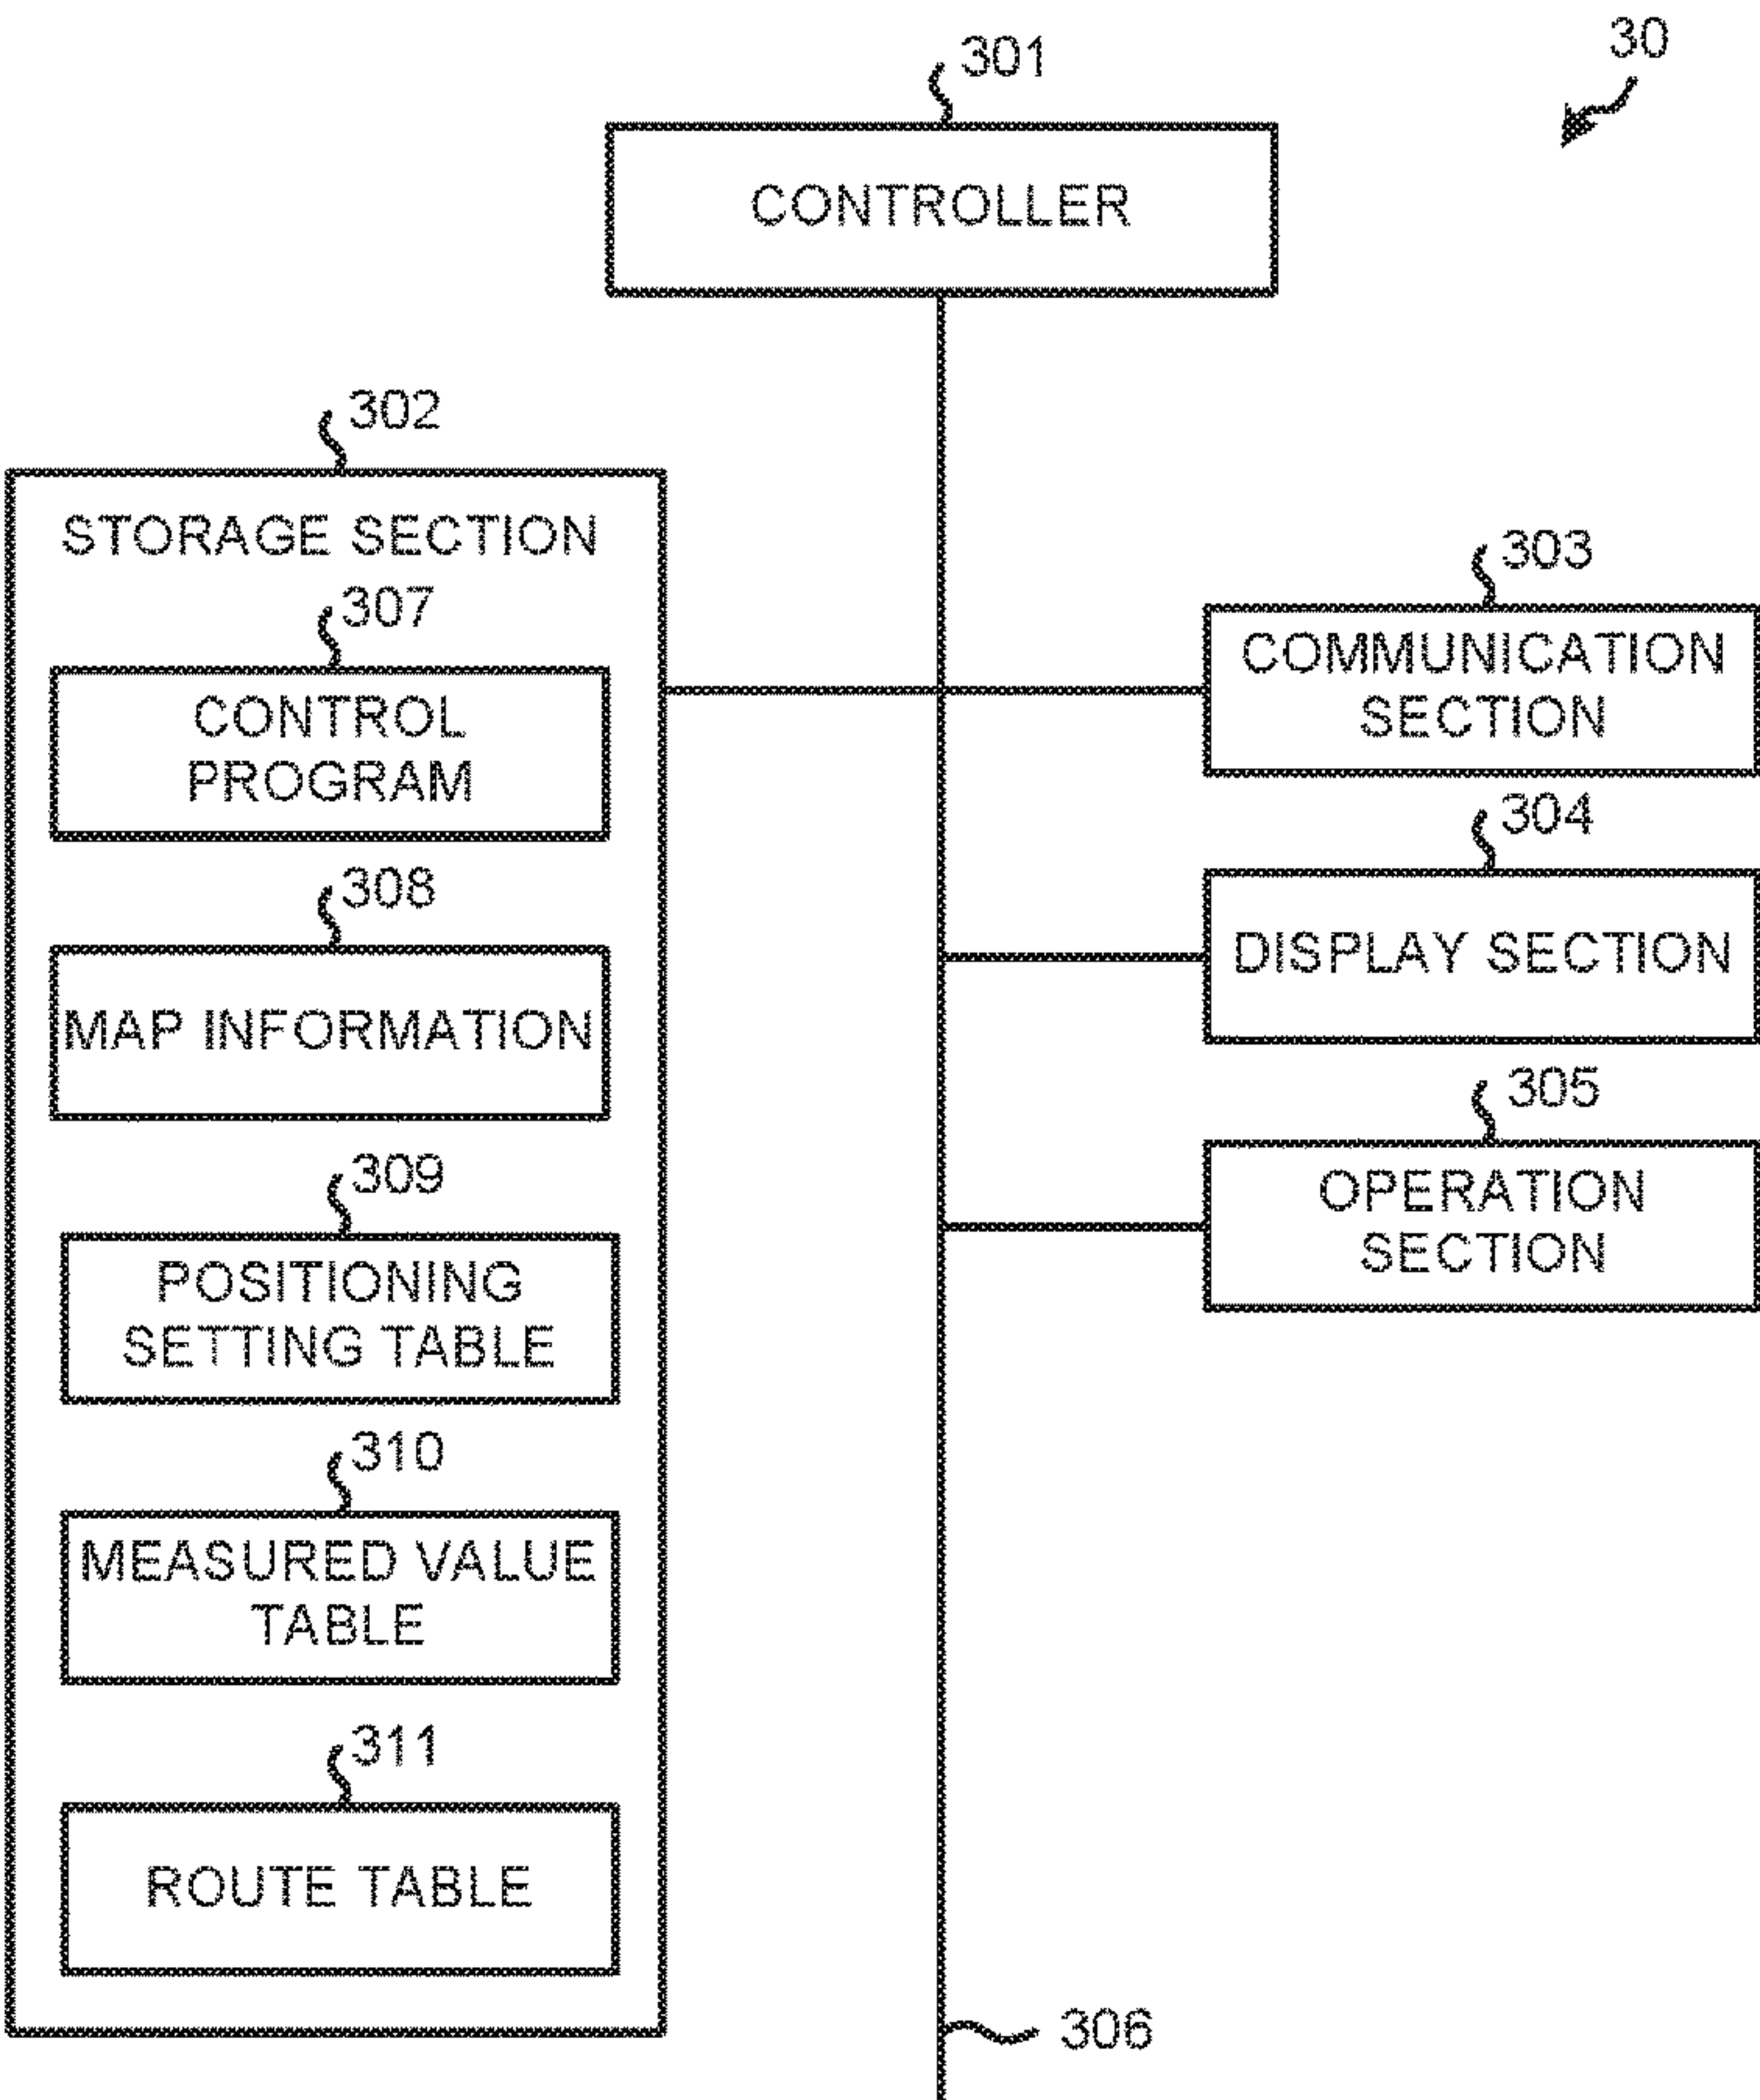 30
301
CONTROLLER
302
STORAGE SECTION
307
CONTROL
PROGRAM
308
MAP INFORMATION
309
POSITIONING
SETTING TABLE
310
MEASURED VALUE
TABLE
311
ROUTE TABLE
303
COMMUNICATION
SECTION
304
DISPLAY SECTION
305
OPERATION
SECTION
306